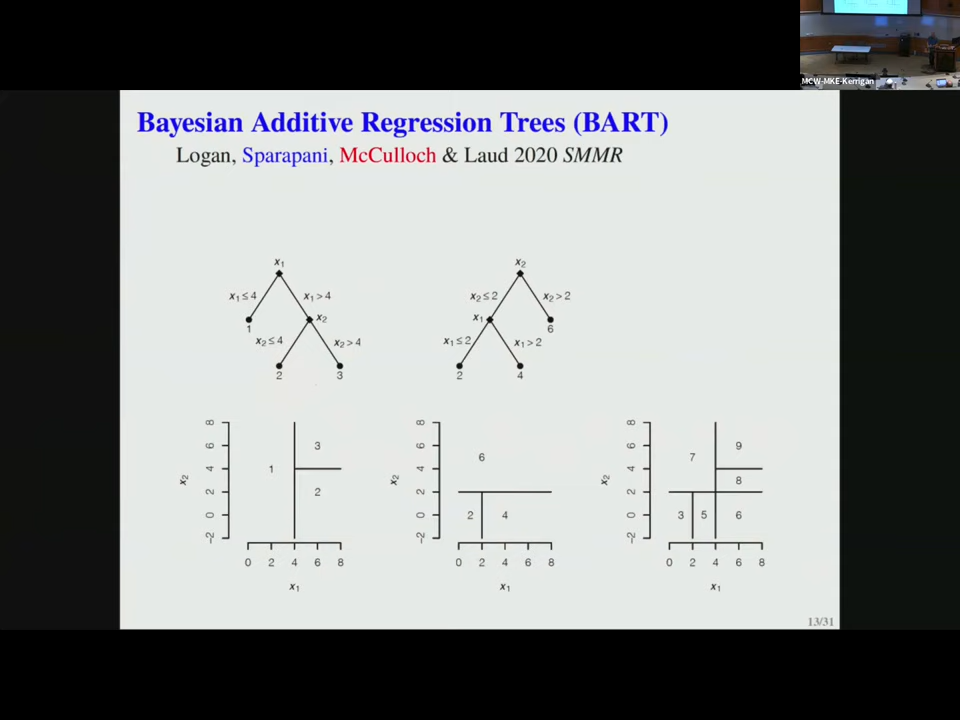 MCW-MKE-Kerrigan
Bayesian Additive Regression Trees (BART)
Logan, Sparapani, McCulloch & Laud 2020 SMMR
x1
x1 ≤ 4
x1 > 4
1
x2
x2 ≤ 4
x2 > 4
2
3
x2
x2 ≤ 2
x2 > 2
x1
6
x1 ≤ 2
x1 > 2
2
4
x2
-2 0 2 4 6 8
1
3
2
0 2 4 6 8
x1
x2
-2 0 2 4 6 8
6
2
4
0 2 4 6 8
x1
x2
-2 0 2 4 6 8
7
9
8
3
5
6
0 2 4 6 8
x1
13/31